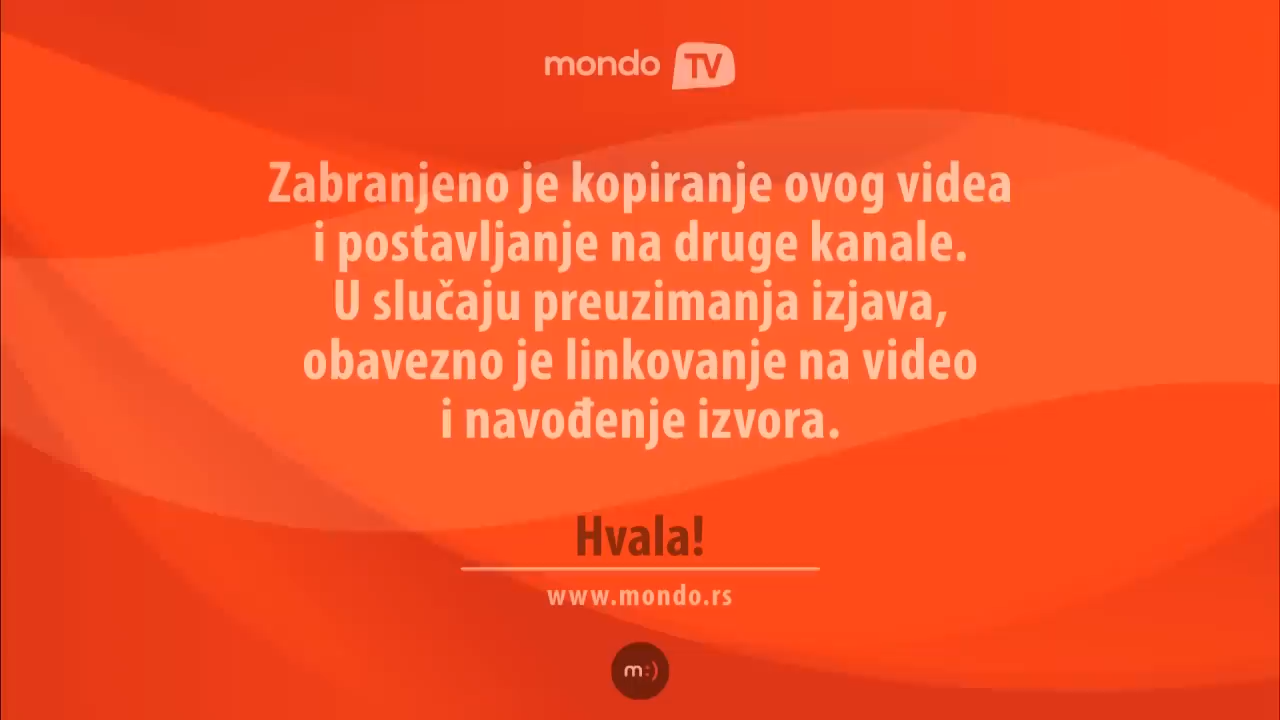 mondo TV
Zabranjeno je kopiranje ovog videa
i postavljanje na druge kanale.
U slučaju preuzimanja izjava,
obavezno je linkovanje na video
i navođenje izvora.
Hvala!
www.mondo.rs
m:)